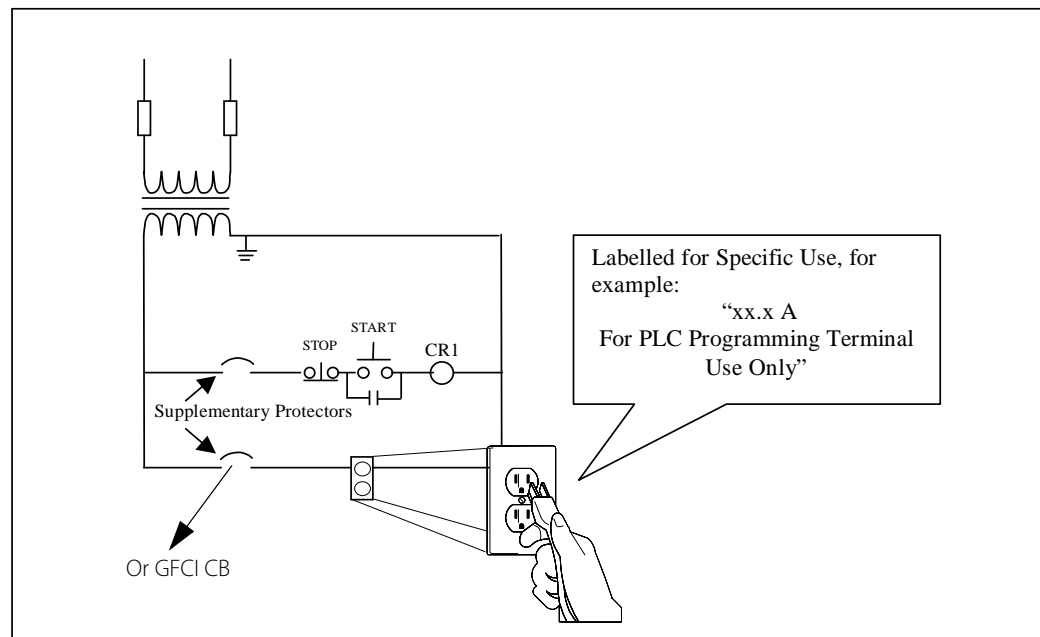 Labelled for Specific Use, for
example:
“xx.x A
For PLC Programming Terminal
Use Only”
START
STOP
CR1
Supplementary Protectors
Or GFCI CB